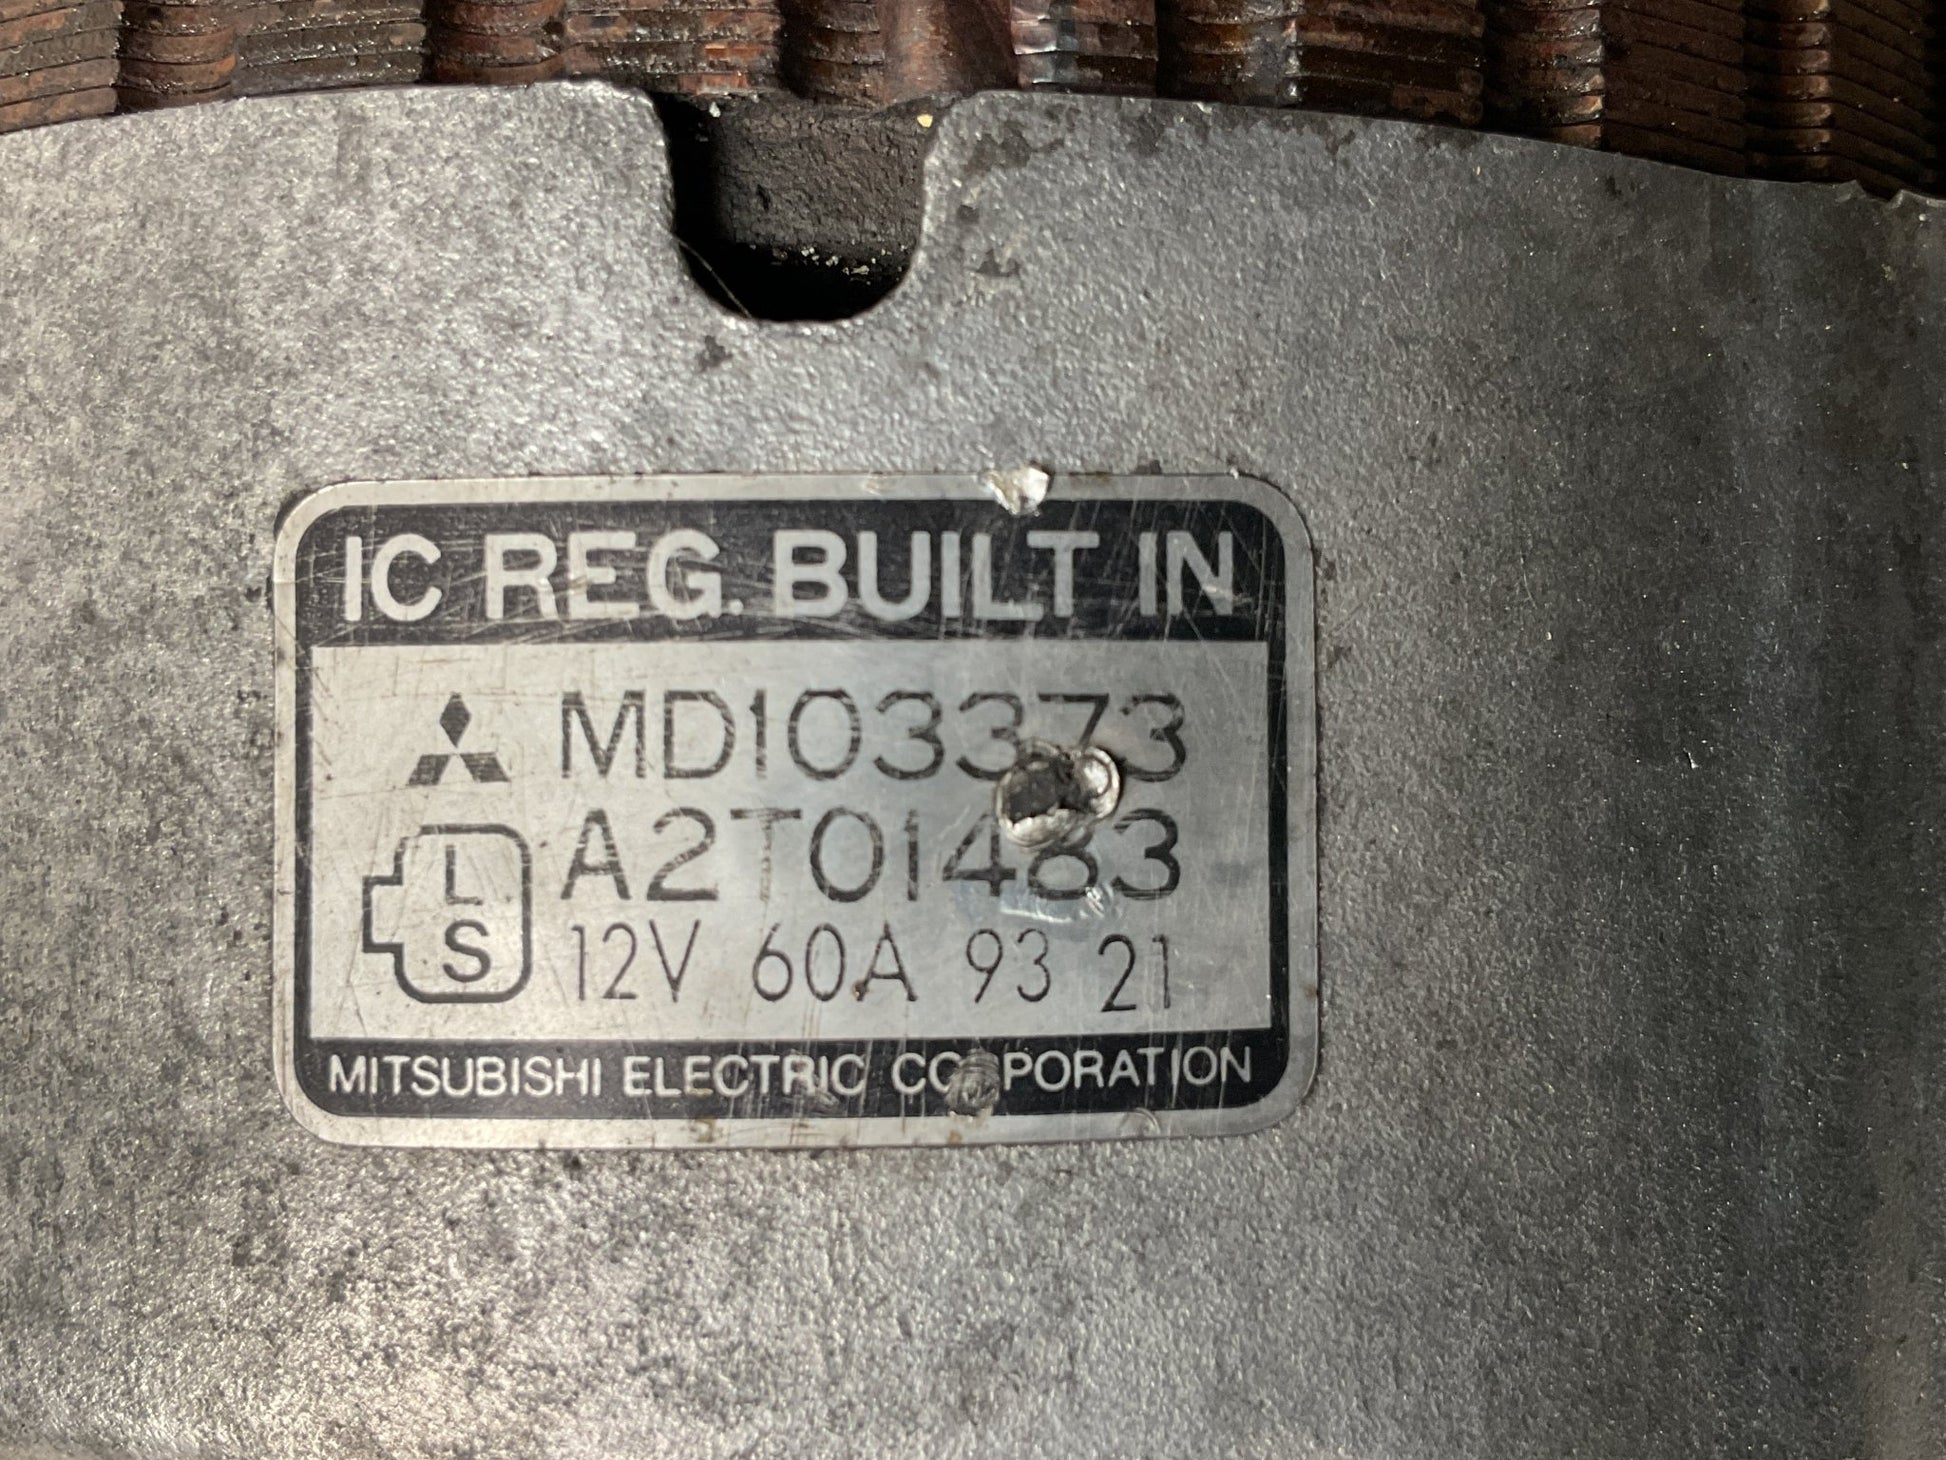 IC REG. BUILT IN
MD103373
A2T01483
L
S
12V 60A 93 21
MITSUBISHI ELECTRIC CORPORATION